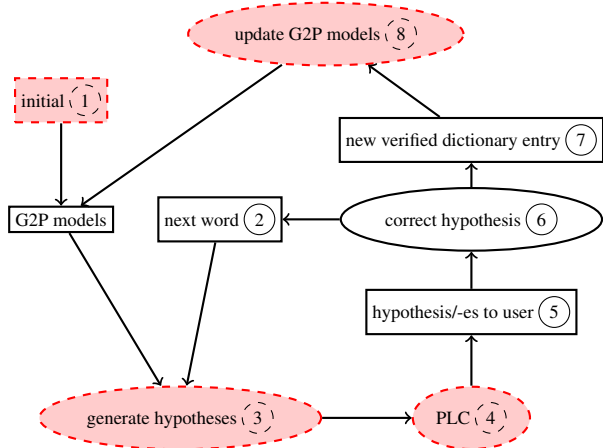 update G2P models 8
initial 1
new verified dictionary entry 7
G2P models
next word 2
correct hypothesis 6
hypothesis/-es to user 5
generate hypotheses 3
PLC 4